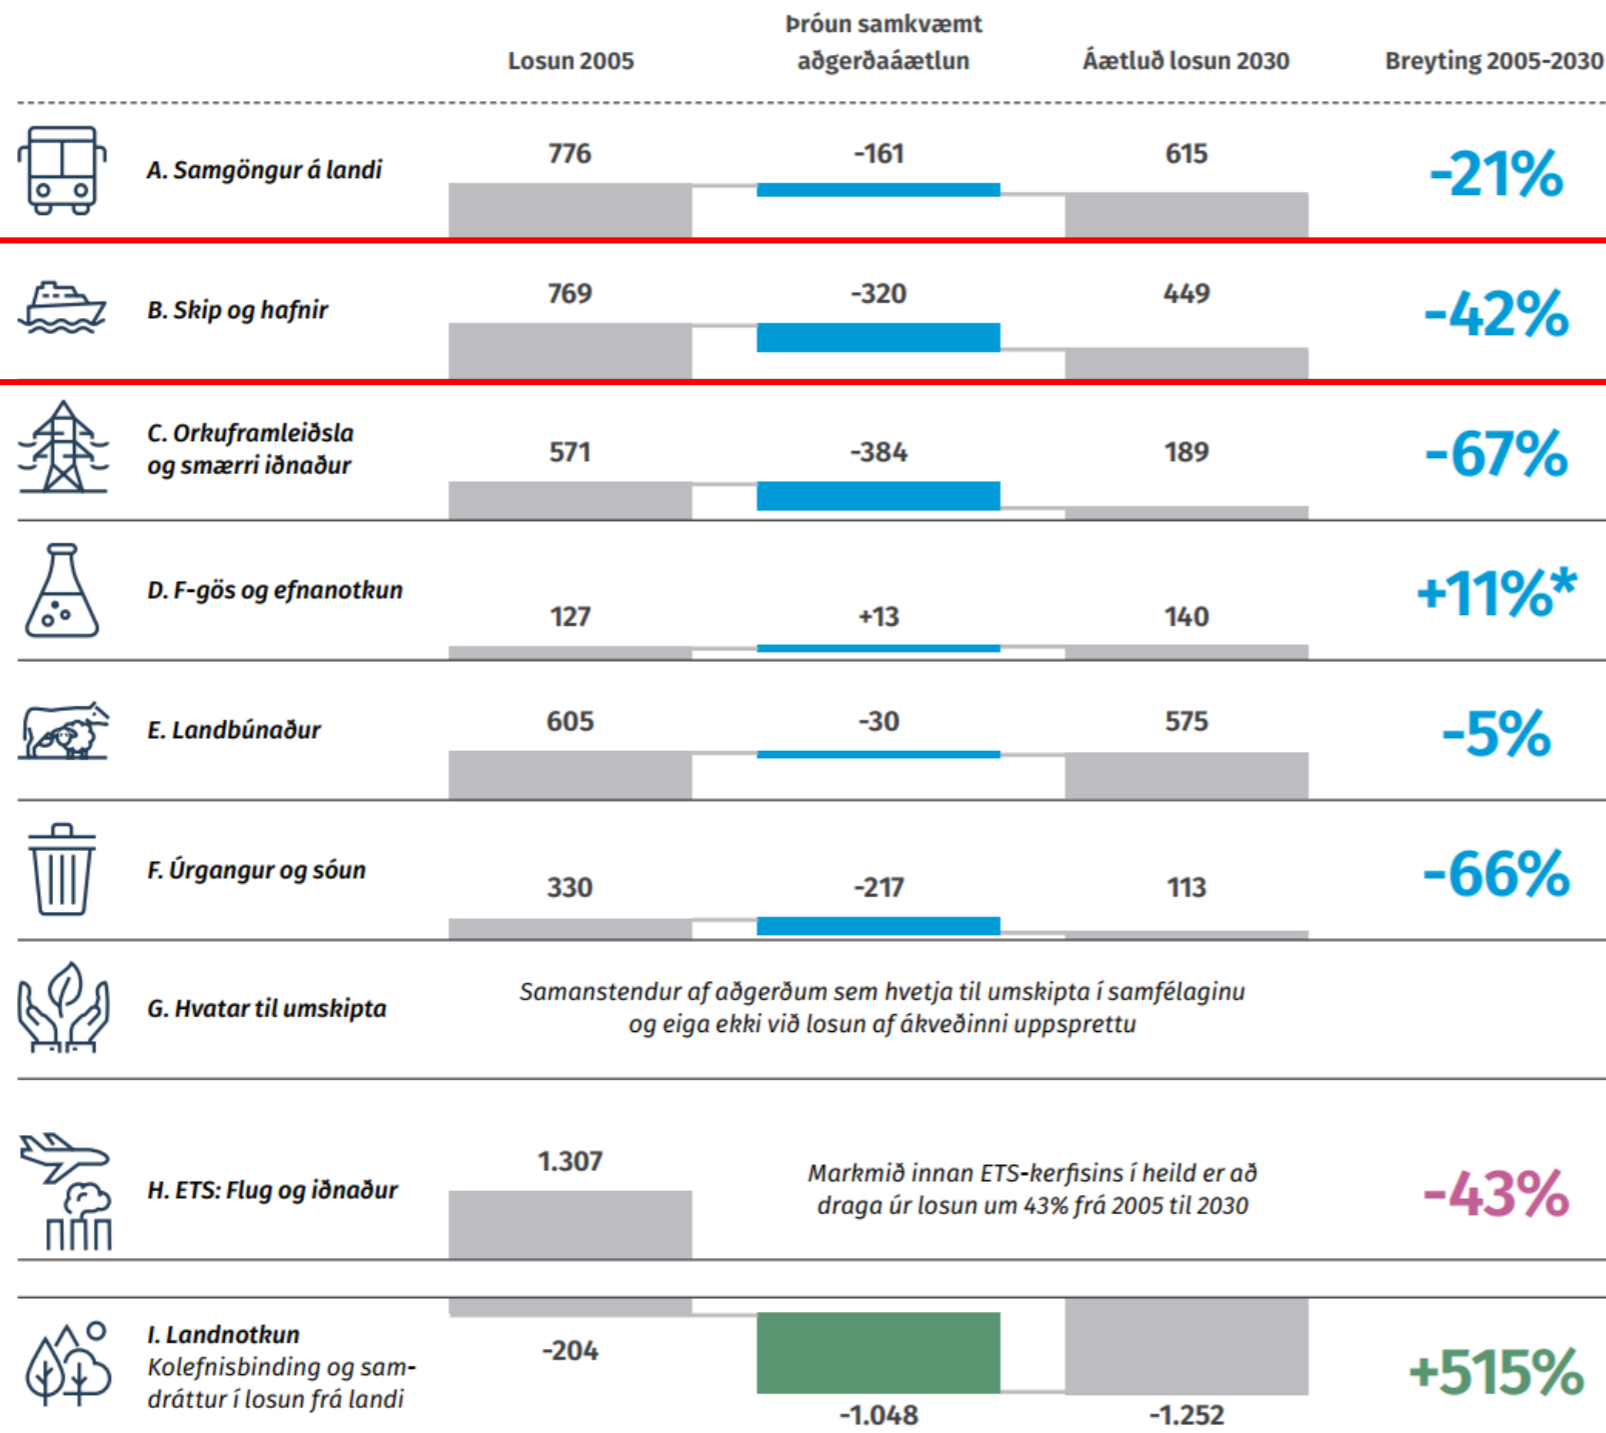 Losun 2005
Þróun samkvæmt
aðgerðaáætlun
Áætluð losun 2030
Breyting 2005-2030
A. Samgöngur á landi
776
-161
615
-21%
B. Skip og hafnir
769
-320
449
-42%
C. Orkuframleiðsla
og smærri iðnaður
571
-384
189
-67%
D. F-gös og efnanotkun
127
+13
140
+11%*
E. Landbúnaður
605
-30
575
-5%
F. Úrgangur og sóun
330
-217
113
-66%
G. Hvatar til umskipta
Samanstendur af aðgerðum sem hvetja til umskipta í samfélaginu
og eiga ekki við losun af ákveðinni uppsprettu
H. ETS: Flug og iðnaður
1.307
Markmið innan ETS-kerfisins í heild er að
draga úr losun um 43% frá 2005 til 2030
-43%
I. Landnotkun
Kolefnisbinding og sam-
dráttur í losun frá landi
-204
-1.048
-1.252
+515%